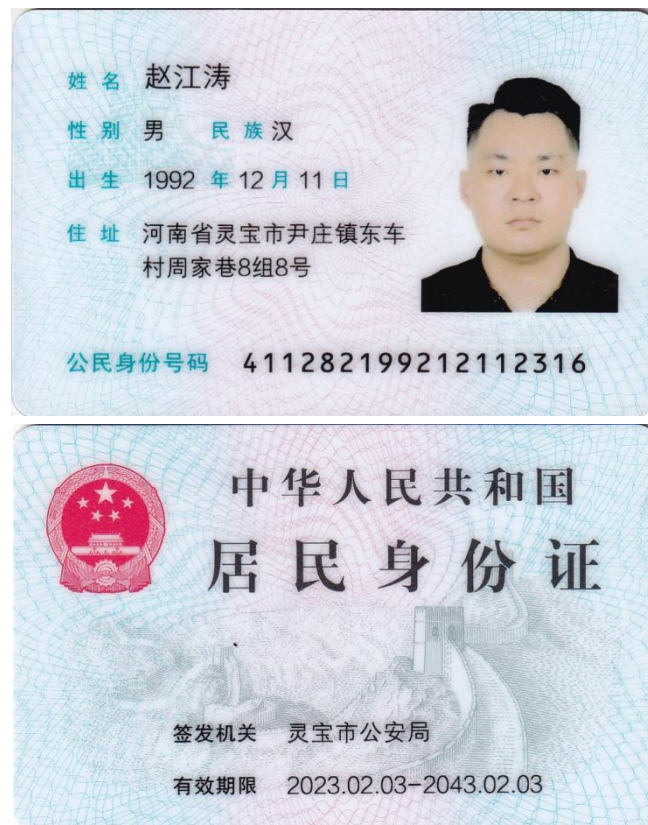 姓名 赵江涛
性别 男 民族 汉
出生 1992 年 12 月 11 日
住址 河南省灵宝市尹庄镇东车
村周家巷8组8号
公民身份号码 411282199212112316
中华人民共和国
居民身份证
签发机关 灵宝市公安局
有效期限 2023.02.03-2043.02.03